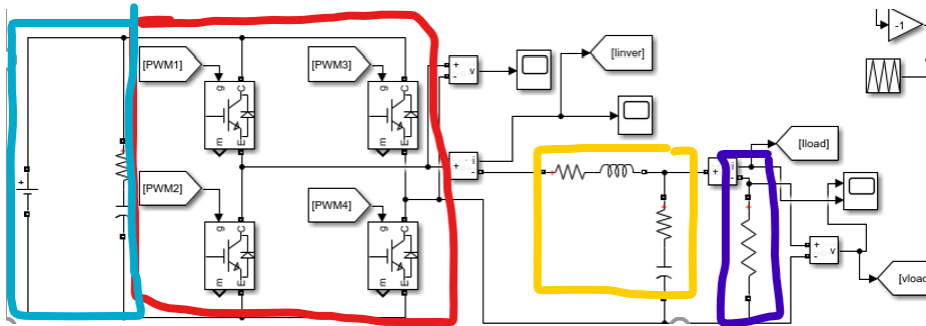 -1
[PWM1]
[PWM3]
[Iinver]
[Iload]
[PWM2]
[PWM4]
[vload
g
C
m
E
g
C
m
E
g
C
m
E
g
C
m
E
+
-
v
+
i
-
+
i
-
+
-
v
+
+
+
+
+